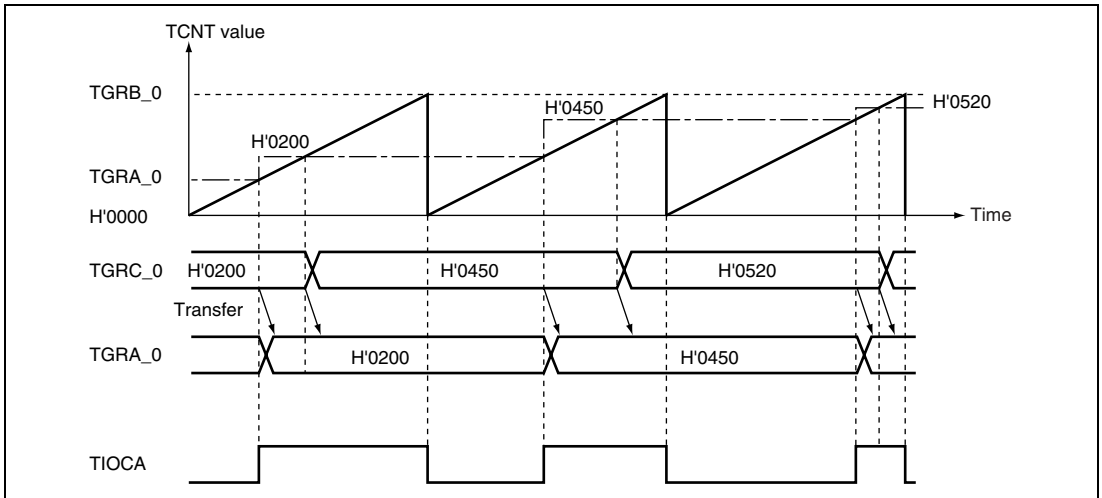 TCNT value
TGRB_0
H'0520
H'0450
H'0200
TGRA_0
H'0000
Time
TGRC_0
H'0200
H'0450
H'0520
Transfer
TGRA_0
H'0200
H'0450
TIOCA